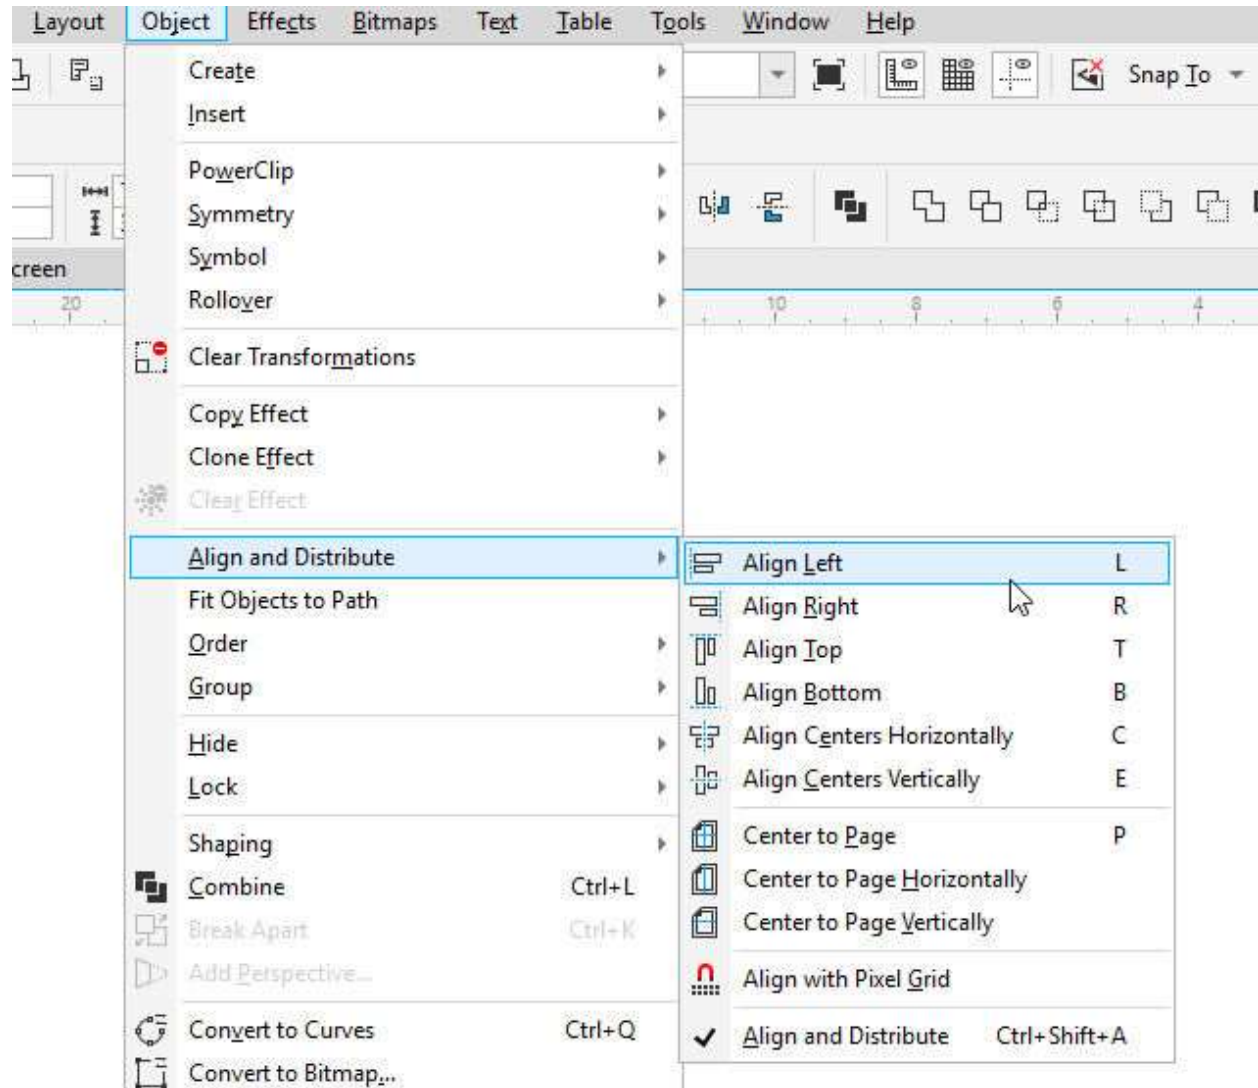 Layout Object Effects Bitmaps Text Table Tools Window Help
Snap To
creen
20 10 8 6 4
Create
Insert
PowerClip
Symmetry
Symbol
Rollover
Clear Transformations
Copy Effect
Clone Effect
Clear Effect
Align and Distribute
Fit Objects to Path
Order
Group
Hide
Lock
Shaping
Combine Ctrl+L
Break Apart Ctrl+K
Add Perspective...
Convert to Curves Ctrl+Q
Convert to Bitmap...
Align Left L
Align Right R
Align Top T
Align Bottom B
Align Centers Horizontally C
Align Centers Vertically E
Center to Page P
Center to Page Horizontally
Center to Page Vertically
Align with Pixel Grid
Align and Distribute Ctrl+Shift+A